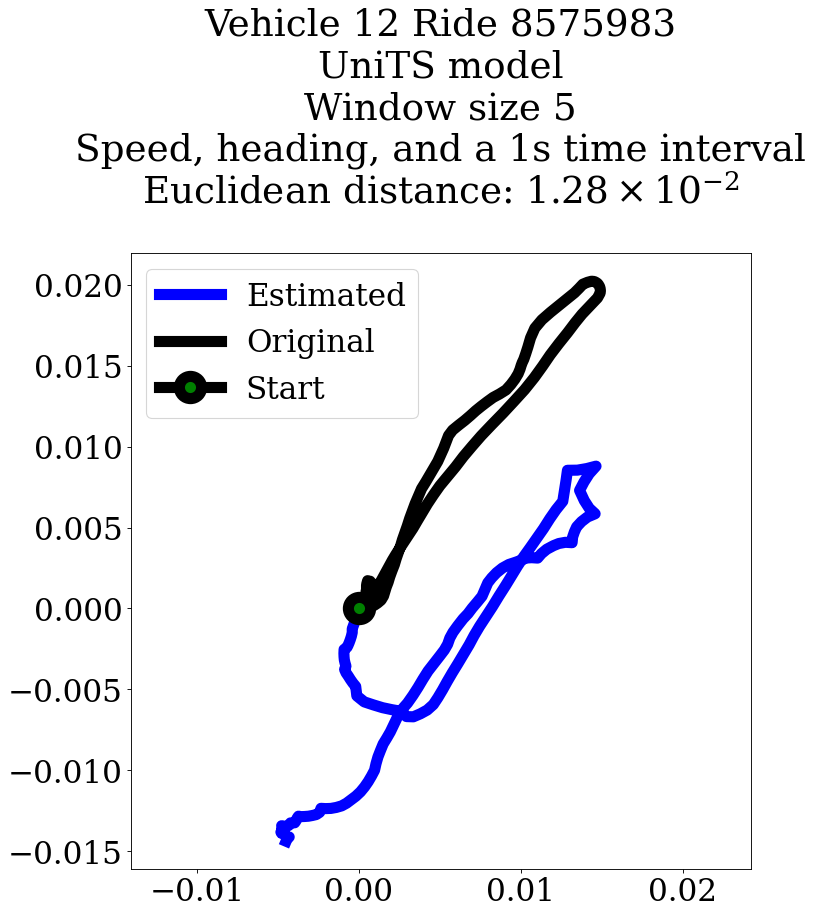 Vehicle 12 Ride 8575983
UniTS model
Window size 5
Speed, heading, and a 1s time interval
Euclidean distance: 1.28 × 10⁻²
Estimated
Original
Start
0.020
0.015
0.010
0.005
0.000
−0.005
−0.010
−0.015
−0.01 0.00 0.01 0.02